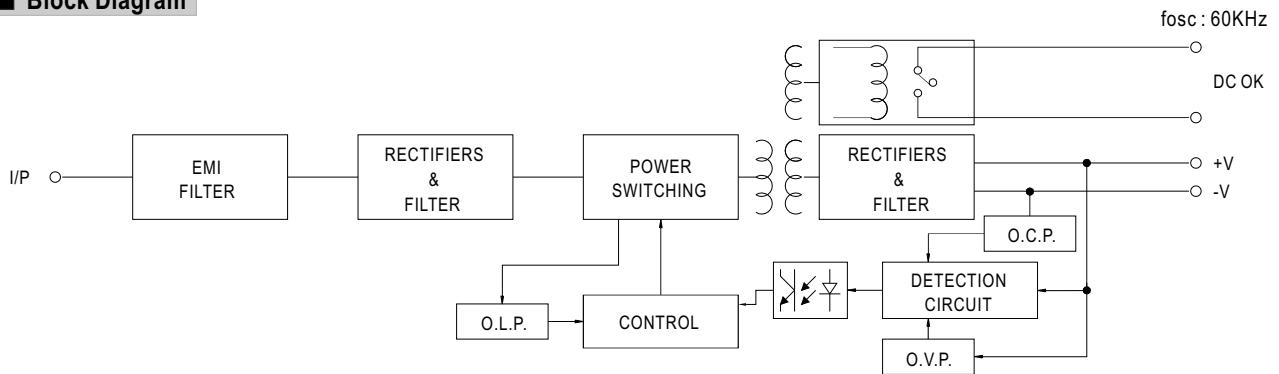 ■ Block Diagram
fosc : 60KHz
DC OK
I/P
EMI
FILTER
RECTIFIERS
&
FILTER
POWER
SWITCHING
RECTIFIERS
&
FILTER
+V
-V
O.C.P.
DETECTION
CIRCUIT
O.L.P.
CONTROL
O.V.P.